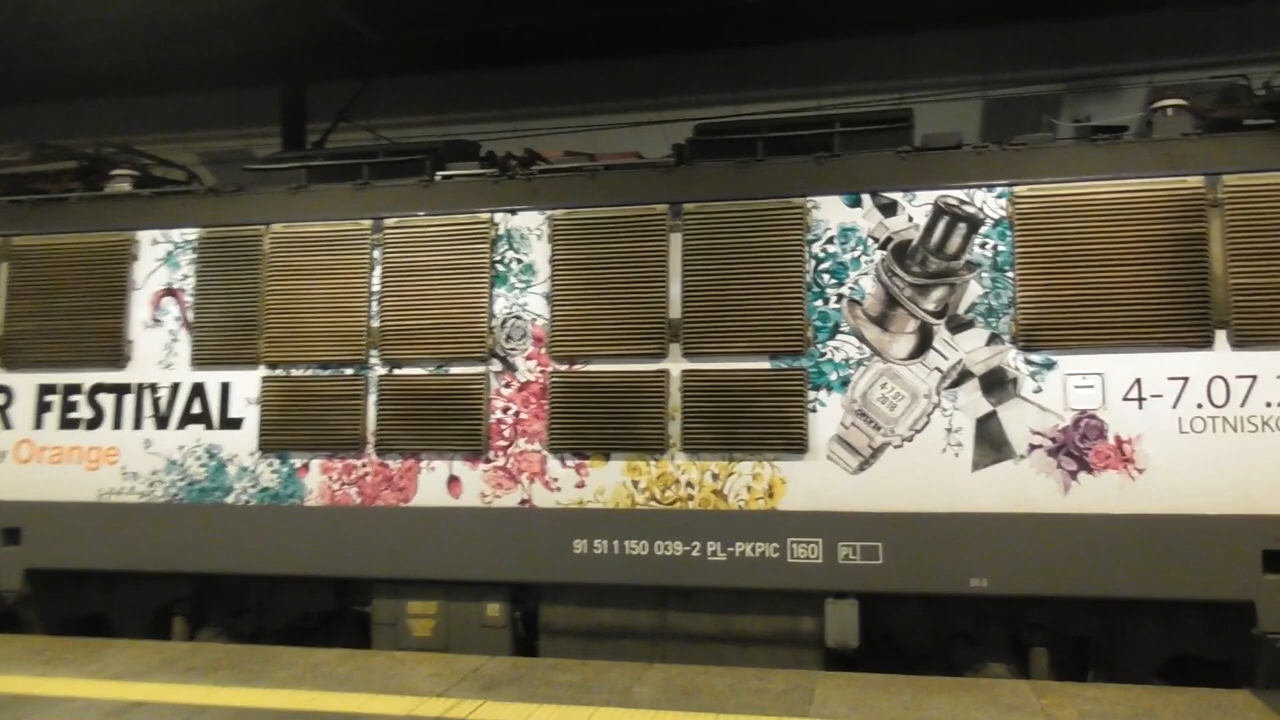 R FESTIVAL
Orange
4-7.07
2018
4-7.07.2
LOTNISKO
91 51 1 150 039-2 PL-PKPIC 160 PL